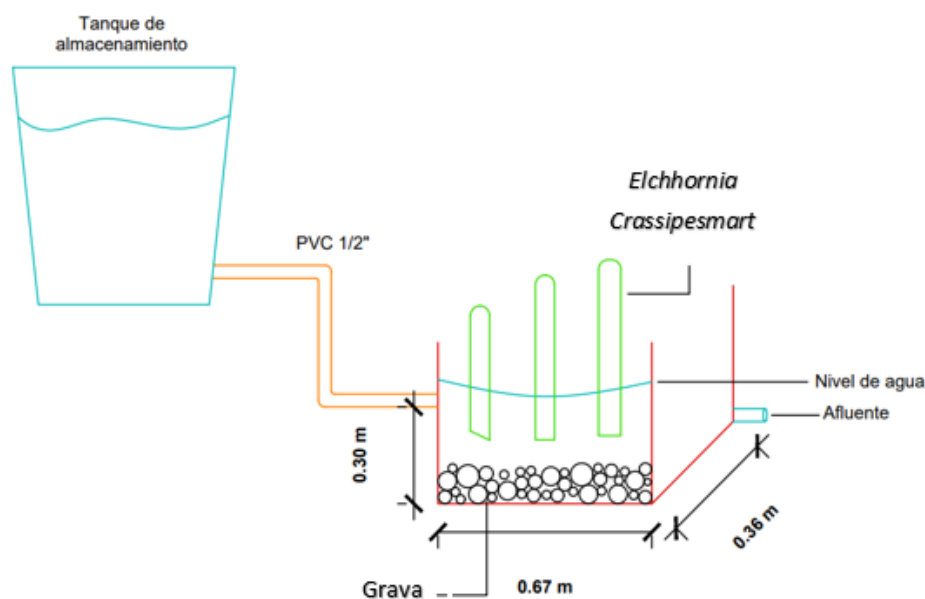 Tanque de
almacenamiento
Elchhornia
Crassipesmart
PVC 1/2"
Nivel de agua
Afluente
0.30 m
0.36 m
Grava
0.67 m